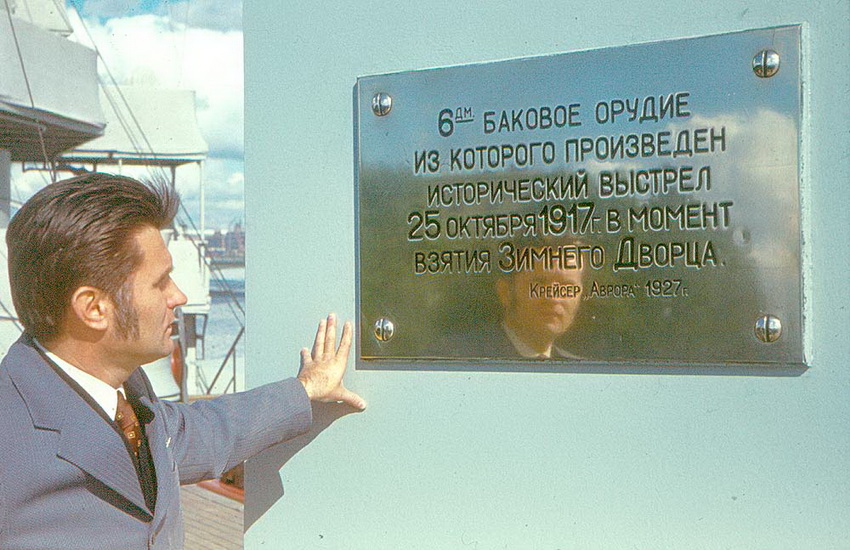 6дм. БАКОВОЕ ОРУДИЕ
ИЗ КОТОРОГО ПРОИЗВЕДЕН
ИСТОРИЧЕСКИЙ ВЫСТРЕЛ
25 ОКТЯБРЯ 1917г. В МОМЕНТ
ВЗЯТИЯ ЗИМНЕГО ДВОРЦА.
КРЕЙСЕР „АВРОРА" 1927г.